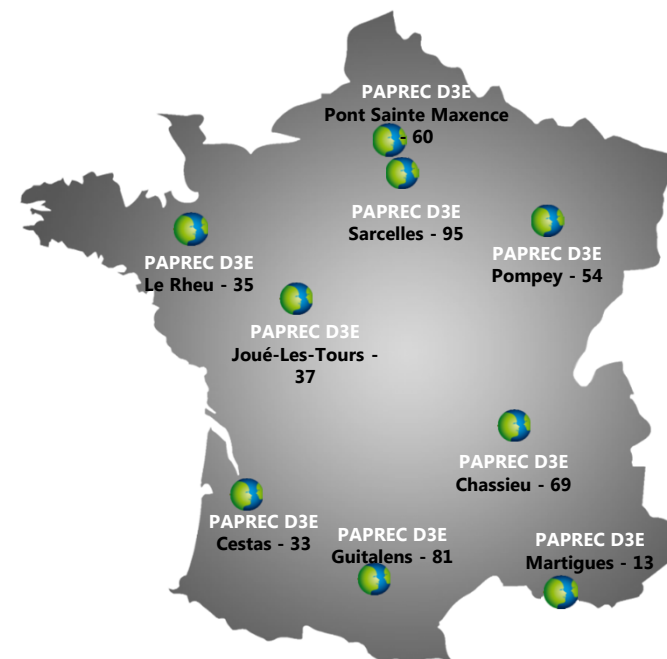 PAPREC D3E
Pont Sainte Maxence
- 60
PAPREC D3E
Sarcelles - 95
PAPREC D3E
Pompey - 54
PAPREC D3E
Le Rheu - 35
PAPREC D3E
Joué-Les-Tours -
37
PAPREC D3E
Chassieu - 69
PAPREC D3E
Cestas - 33
PAPREC D3E
Guitalens - 81
PAPREC D3E
Martigues - 13